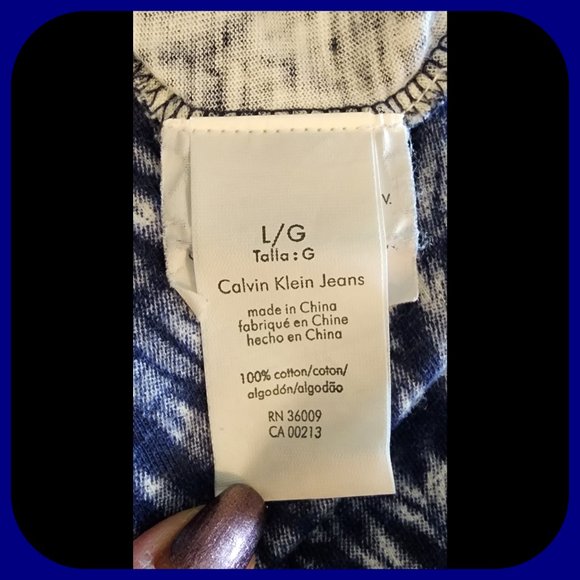 L/G
Talla: G
Calvin Klein Jeans
made in China
fabriqué en Chine
hecho en China
100% cotton/coton/
algodón/algodão
RN 36009
CA 00213
V.